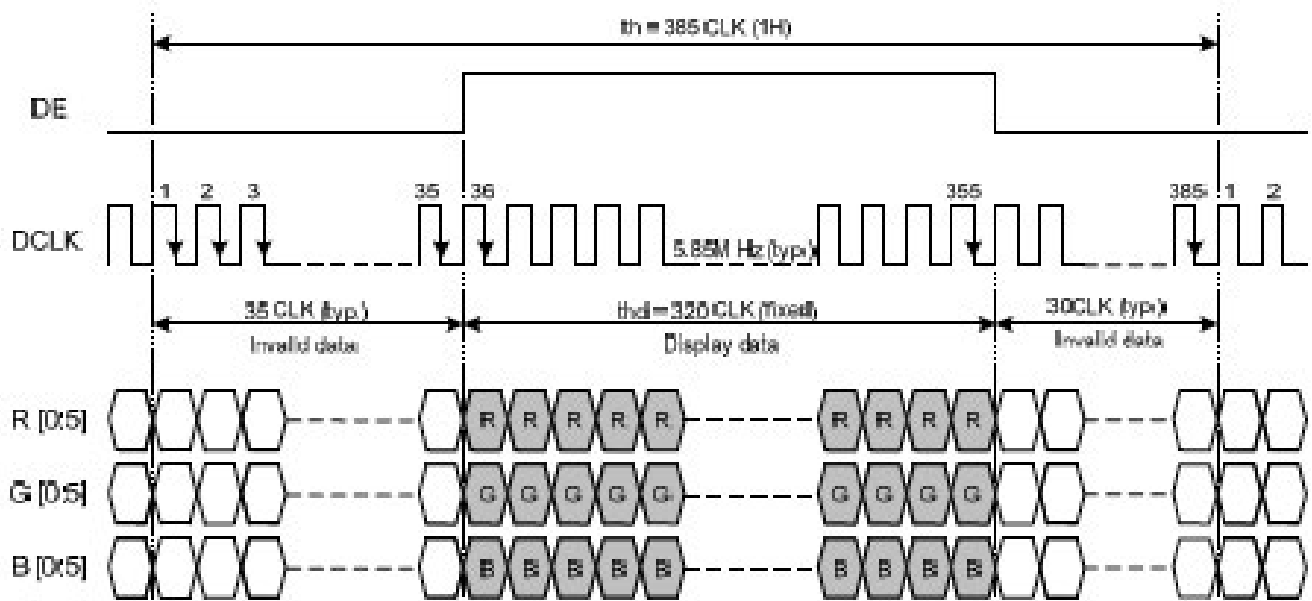 th = 385 CLK (1H)
DE
1 2 3 35 36 355 385 1 2
DCLK
5.85M Hz (typ.)
35 CLK (typ.) thd = 320 CLK (fixed) 30CLK (typ.)
Invalid data Display data Invalid data
R [0:5] R R R R R R R R R
G [0:5] G G G G G G G G G
B [0:5] B B B B B B B B B